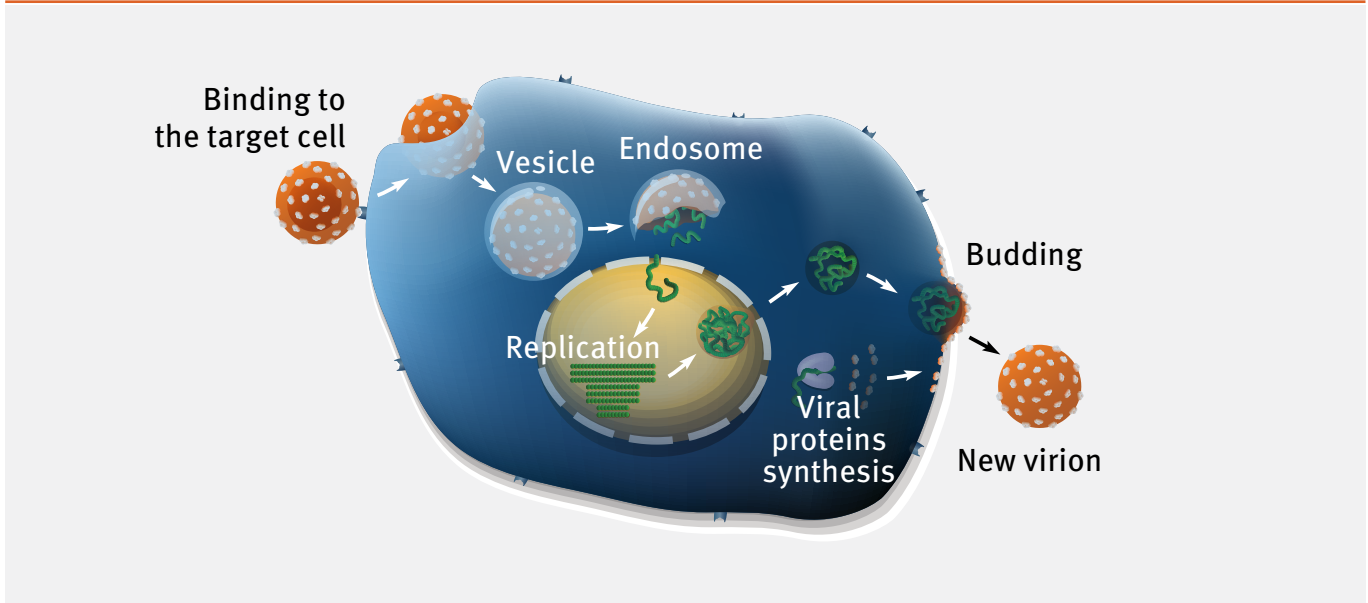 Binding to
the target cell
Vesicle
Endosome
Budding
Replication
Viral
proteins
synthesis
New virion